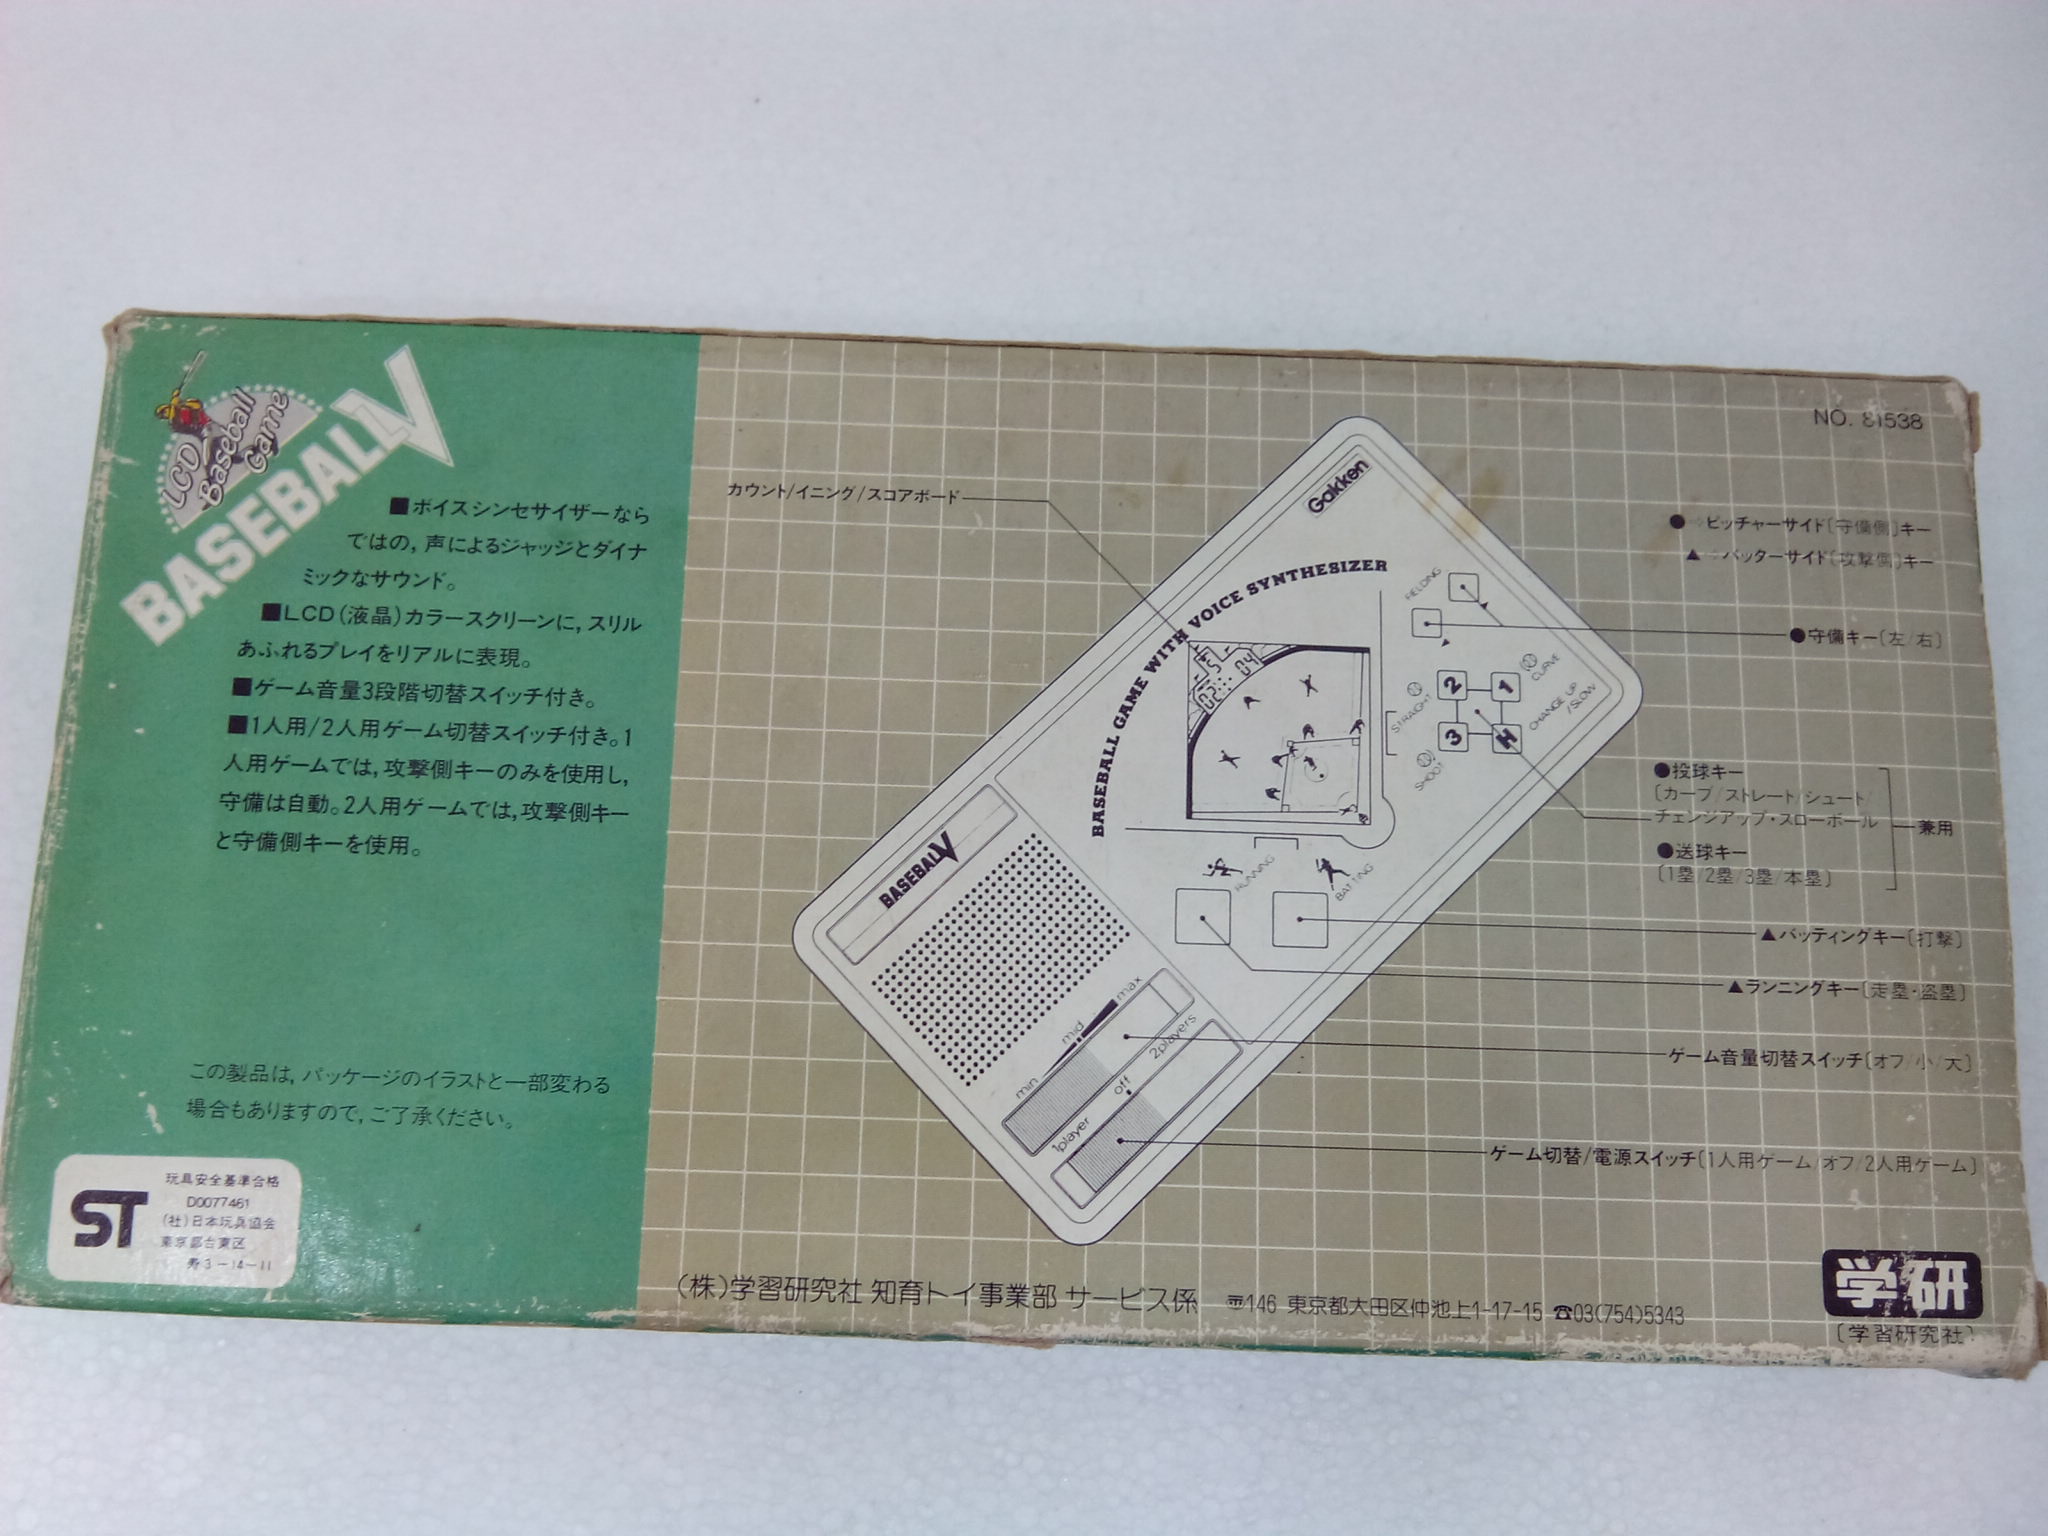 LCD
Baseball
Game
BASEBALL V
■ボイスシンセサイザーなら
ではの,声によるジャッジとダイナ
ミックなサウンド。
■LCD(液晶)カラースクリーンに,スリル
あふれるプレイをリアルに表現。
■ゲーム音量3段階切替スイッチ付き。
■1人用/2人用ゲーム切替スイッチ付き。1
人用ゲームでは,攻撃側キーのみを使用し,
守備は自動。2人用ゲームでは,攻撃側キー
と守備側キーを使用。
この製品は,パッケージのイラストと一部変わる
場合もありますので,ご了承ください。
ST
玩具安全基準合格
D0077461
(社)日本玩具協会
東京都台東区
寿3-14-11
NO. 81538
カウント/イニング/スコアボード
●⇨ピッチャーサイド〔守備側〕キー
▲⇨バッターサイド〔攻撃側〕キー
●守備キー〔左/右〕
●投球キー
〔カーブ/ストレート/シュート/
チェンジアップ・スローボール
●送球キー
〔1塁/2塁/3塁/本塁〕
兼用
▲バッティングキー〔打撃〕
▲ランニングキー〔走塁・盗塁〕
ゲーム音量切替スイッチ〔オフ/小/大〕
ゲーム切替/電源スイッチ〔1人用ゲーム/オフ/2人用ゲーム〕
Gakken
BASEBALL GAME WITH VOICE SYNTHESIZER
FIELDING
2 1
3 H
CURVE
CHANGE UP
/SLOW
STRAIGHT
SHOOT
RUNNING
BATTING
BASEBALL V
min mid max
1player off 2players
(株)学習研究社 知育トイ事業部 サービス係 〠146 東京都大田区仲池上1-17-15 ☎03(754)5343
学研
〔学習研究社〕